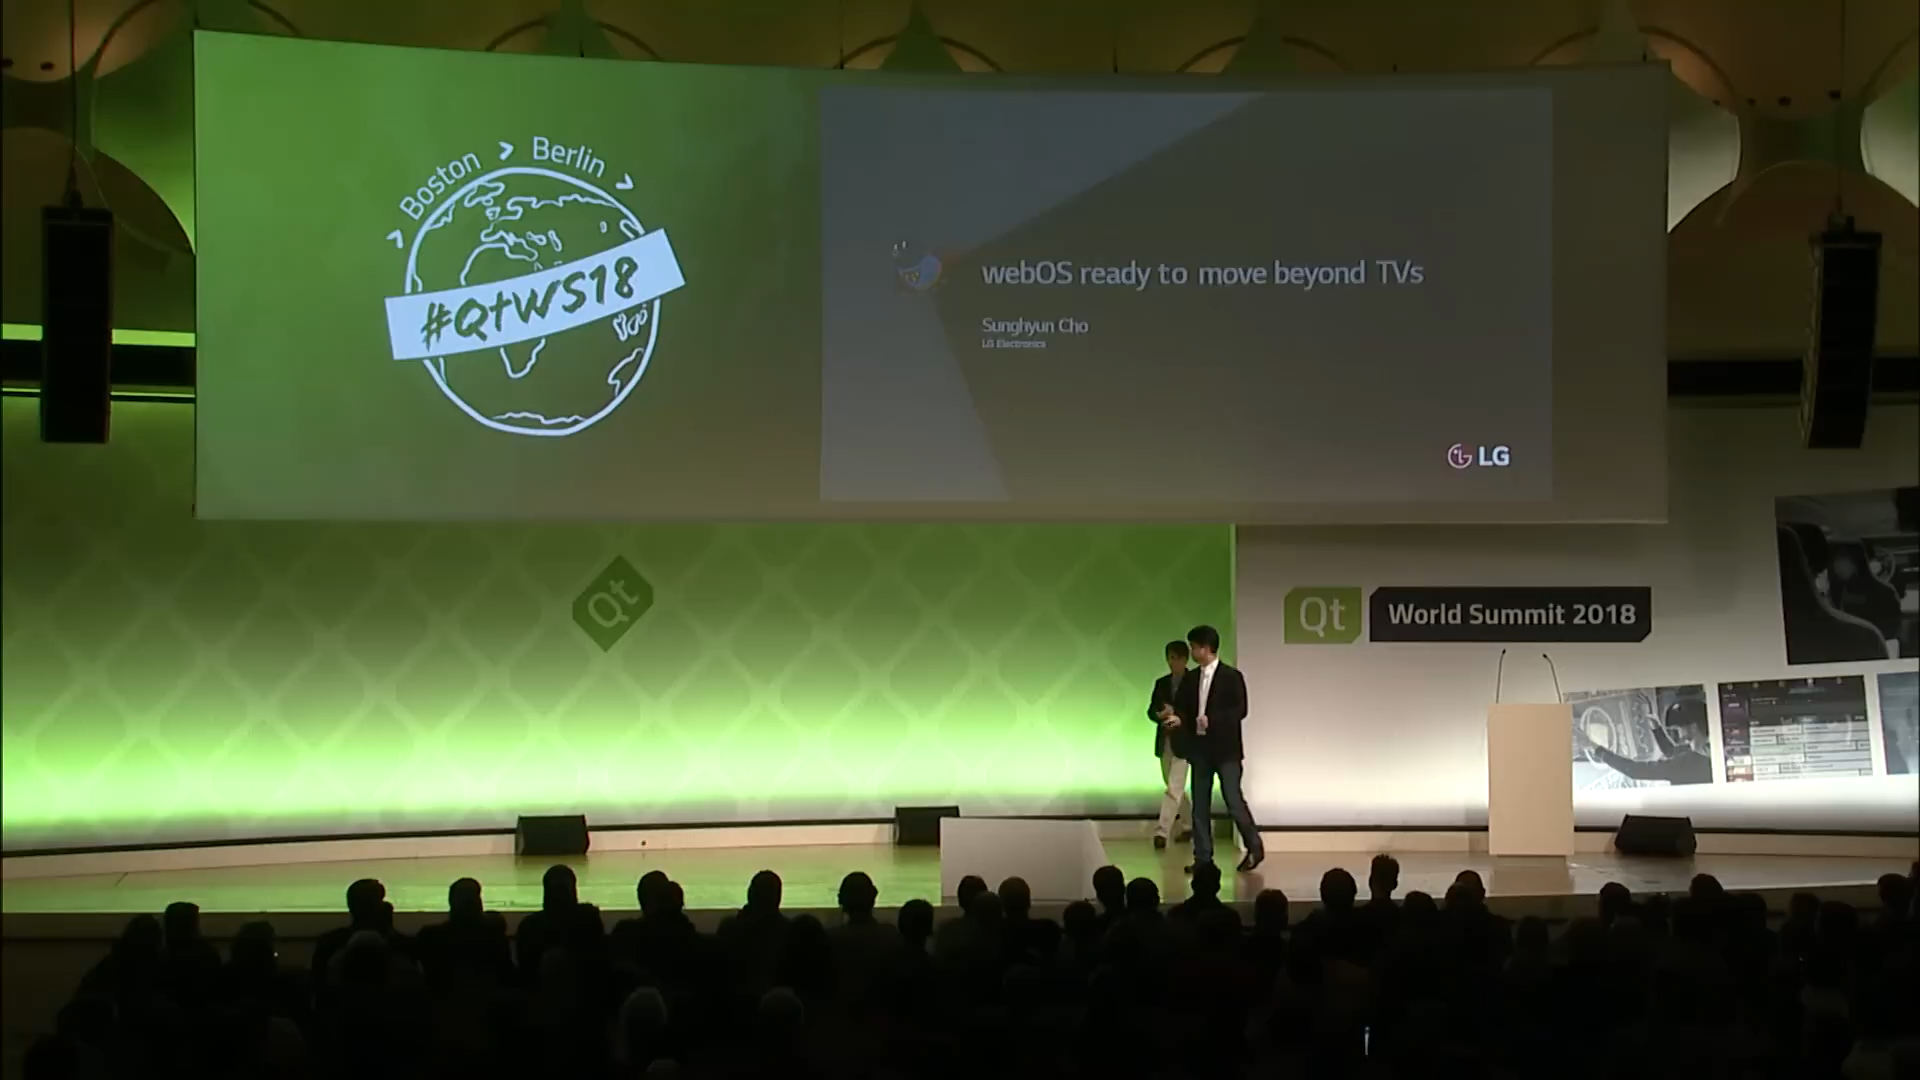 > Boston > Berlin >
#QtWS18
webOS ready to move beyond TVs
Sunghyun Cho
LG Electronics
LG
Qt
Qt World Summit 2018